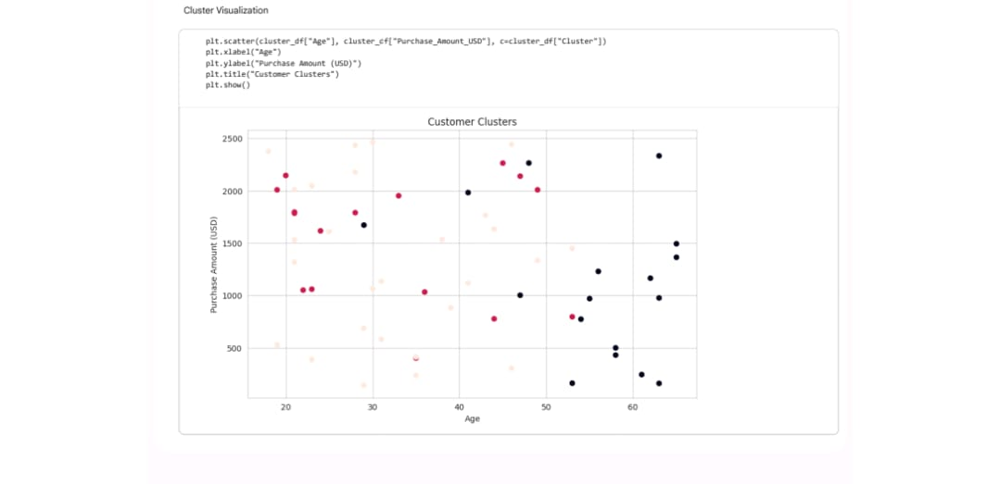 Cluster Visualization
plt.scatter(cluster_df["Age"], cluster_df["Purchase_Amount_USD"], c=cluster_df["Cluster"])
plt.xlabel("Age")
plt.ylabel("Purchase Amount (USD)")
plt.title("Customer Clusters")
plt.show()
Customer Clusters
2500
2000
1500
1000
500
Purchase Amount (USD)
20 30 40 50 60
Age